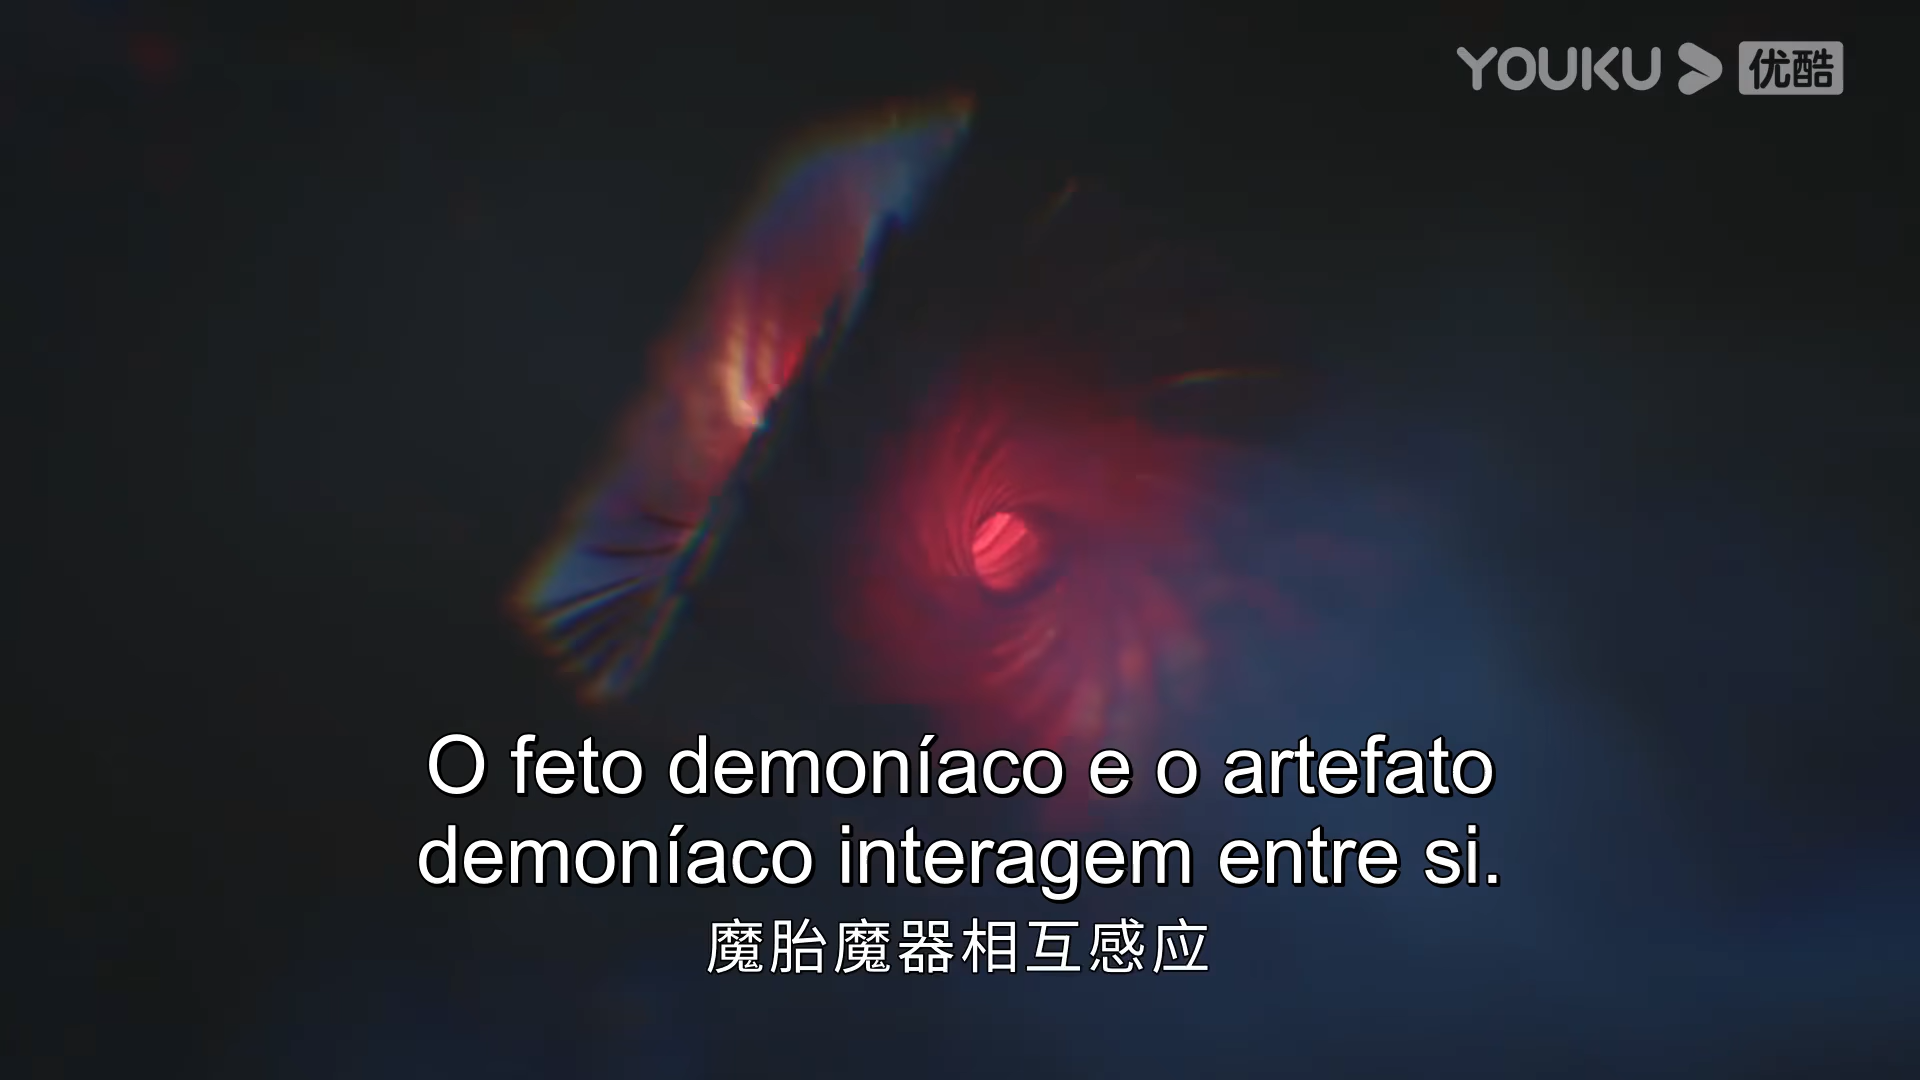 YOUKU 优酷
O feto demoníaco e o artefato
demoníaco interagem entre si.
魔胎魔器相互感应